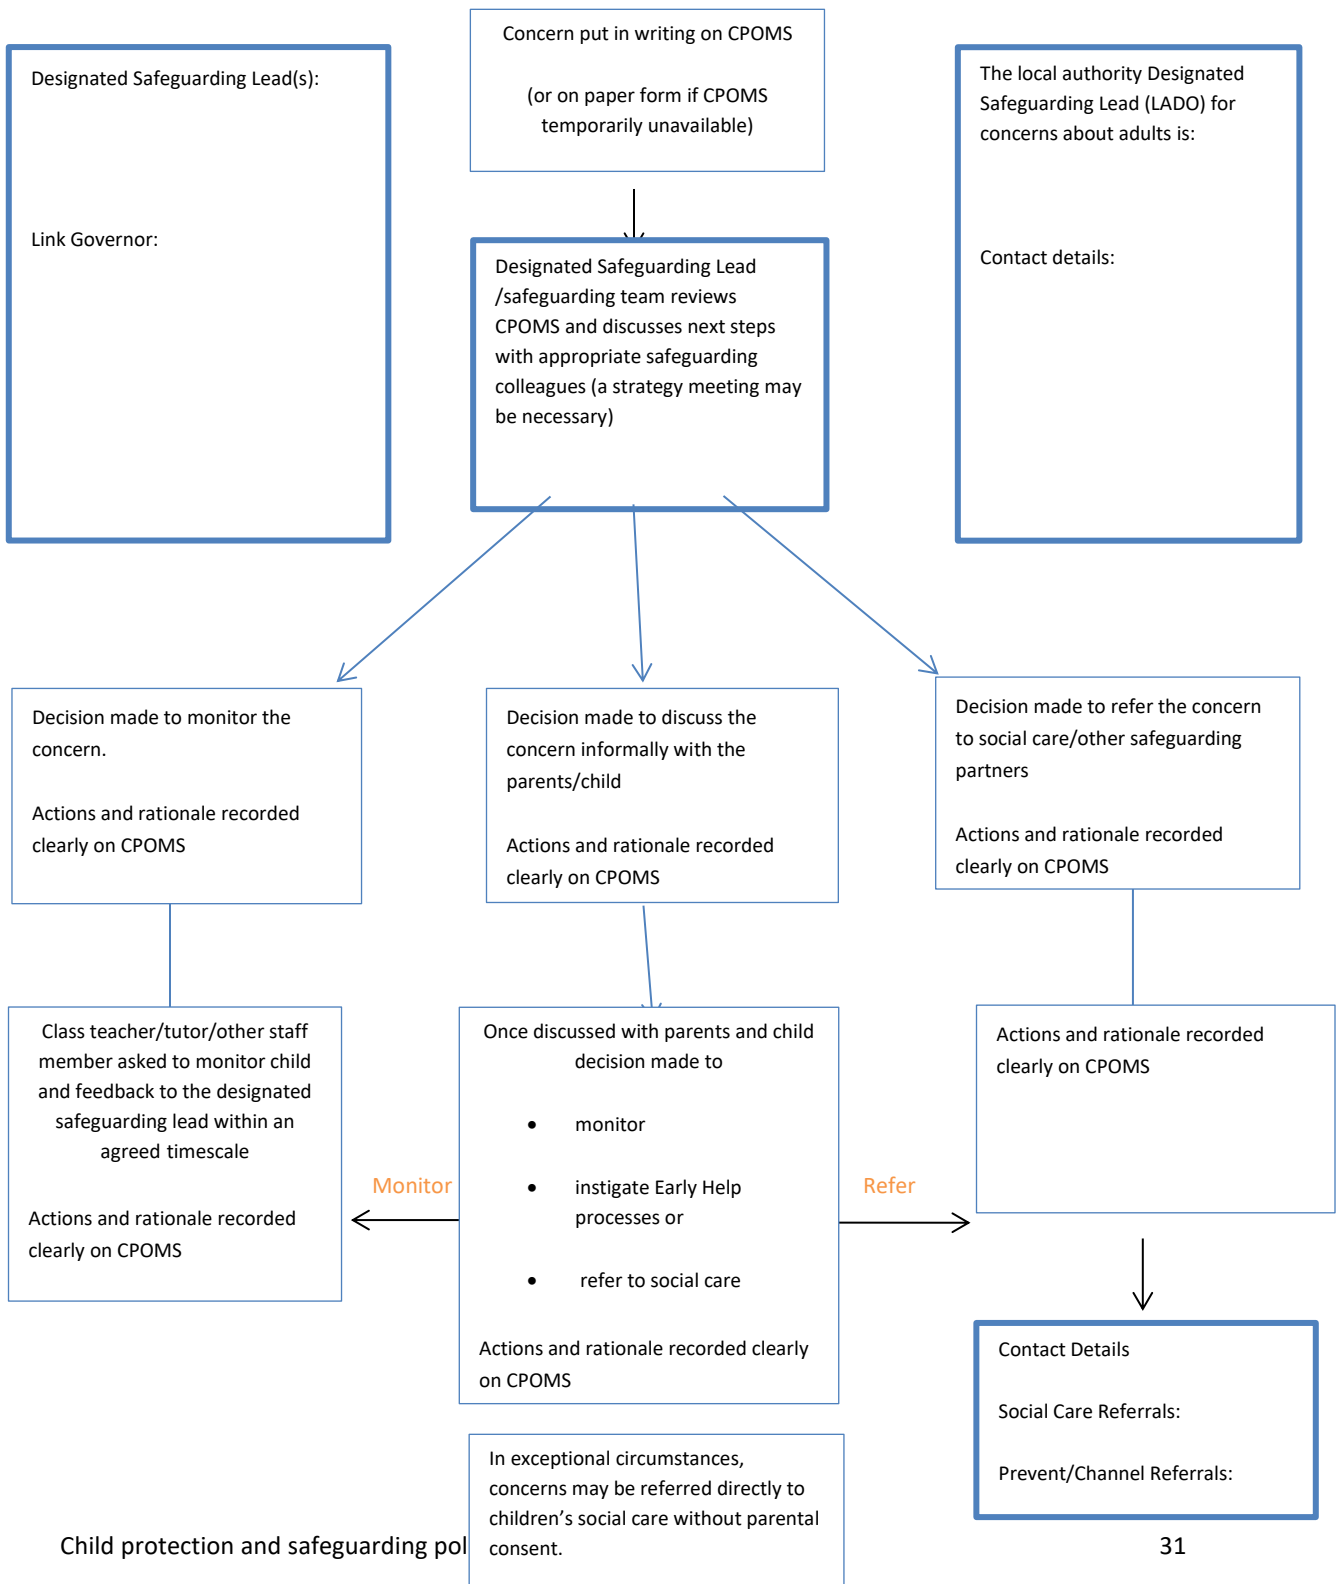 Concern put in writing on CPOMS
(or on paper form if CPOMS
temporarily unavailable)
Designated Safeguarding Lead(s):
Link Governor:
The local authority Designated
Safeguarding Lead (LADO) for
concerns about adults is:
Contact details:
Designated Safeguarding Lead
/safeguarding team reviews
CPOMS and discusses next steps
with appropriate safeguarding
colleagues (a strategy meeting may
be necessary)
Decision made to monitor the
concern.
Actions and rationale recorded
clearly on CPOMS
Decision made to discuss the
concern informally with the
parents/child
Actions and rationale recorded
clearly on CPOMS
Decision made to refer the concern
to social care/other safeguarding
partners
Actions and rationale recorded
clearly on CPOMS
Class teacher/tutor/other staff
member asked to monitor child
and feedback to the designated
safeguarding lead within an
agreed timescale
Actions and rationale recorded
clearly on CPOMS
Monitor
Once discussed with parents and child
decision made to
• monitor
• instigate Early Help
processes or
• refer to social care
Actions and rationale recorded clearly
on CPOMS
Refer
Actions and rationale recorded
clearly on CPOMS
Contact Details
Social Care Referrals:
Prevent/Channel Referrals:
In exceptional circumstances,
concerns may be referred directly to
children’s social care without parental
consent.
Child protection and safeguarding pol
31